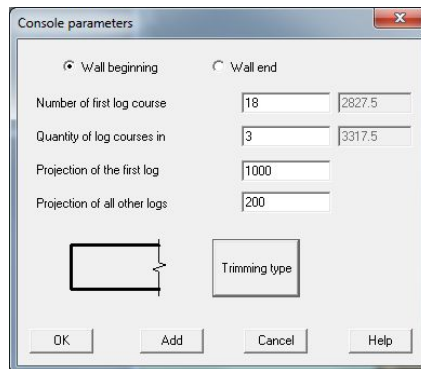 Console parameters
Wall beginning Wall end
Number of first log course 18 2827.5
Quantity of log courses in 3 3317.5
Projection of the first log 1000
Projection of all other logs 200
Trimming type
OK Add Cancel Help